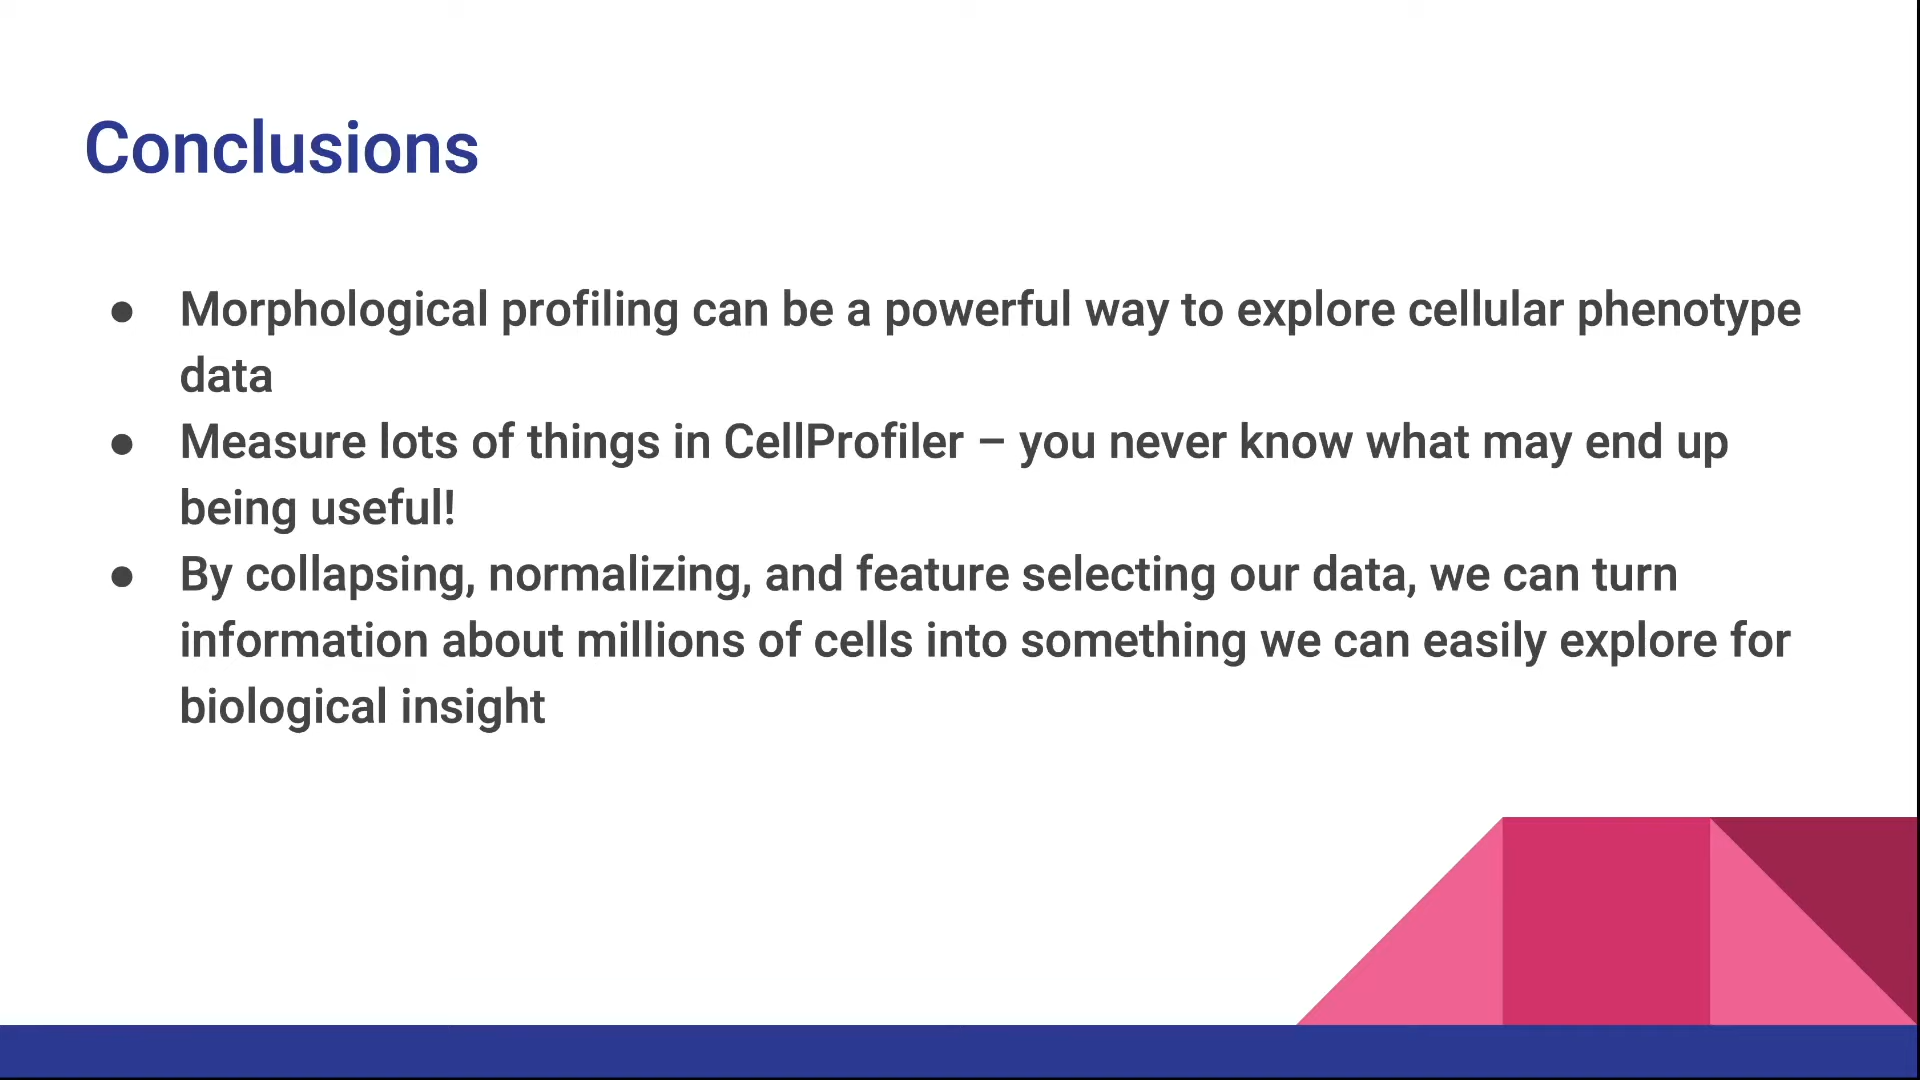 Conclusions
● Morphological profiling can be a powerful way to explore cellular phenotype
data
● Measure lots of things in CellProfiler – you never know what may end up
being useful!
● By collapsing, normalizing, and feature selecting our data, we can turn
information about millions of cells into something we can easily explore for
biological insight